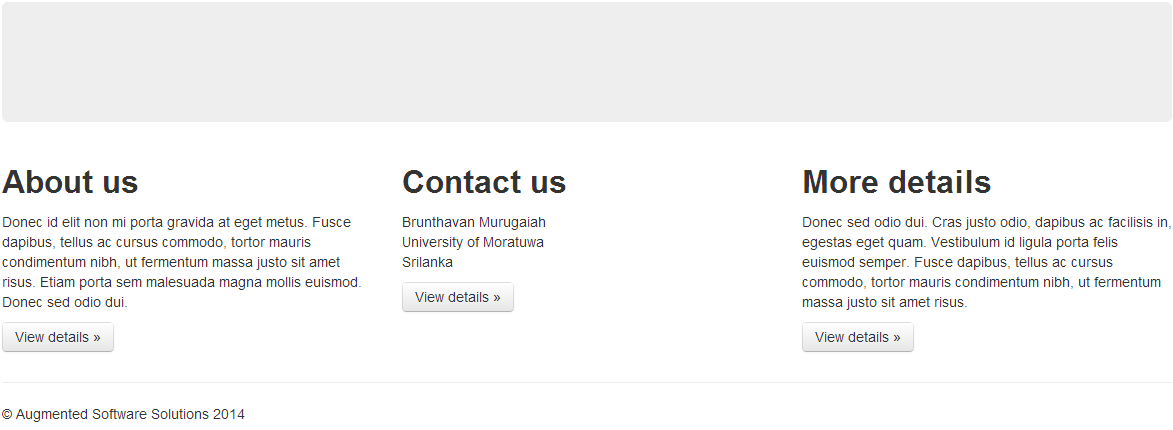 About us
Donec id elit non mi porta gravida at eget metus. Fusce
dapibus, tellus ac cursus commodo, tortor mauris
condimentum nibh, ut fermentum massa justo sit amet
risus. Etiam porta sem malesuada magna mollis euismod.
Donec sed odio dui.
View details »
Contact us
Brunthavan Murugaiah
University of Moratuwa
Srilanka
View details »
More details
Donec sed odio dui. Cras justo odio, dapibus ac facilisis in,
egestas eget quam. Vestibulum id ligula porta felis
euismod semper. Fusce dapibus, tellus ac cursus
commodo, tortor mauris condimentum nibh, ut fermentum
massa justo sit amet risus.
View details »
© Augmented Software Solutions 2014